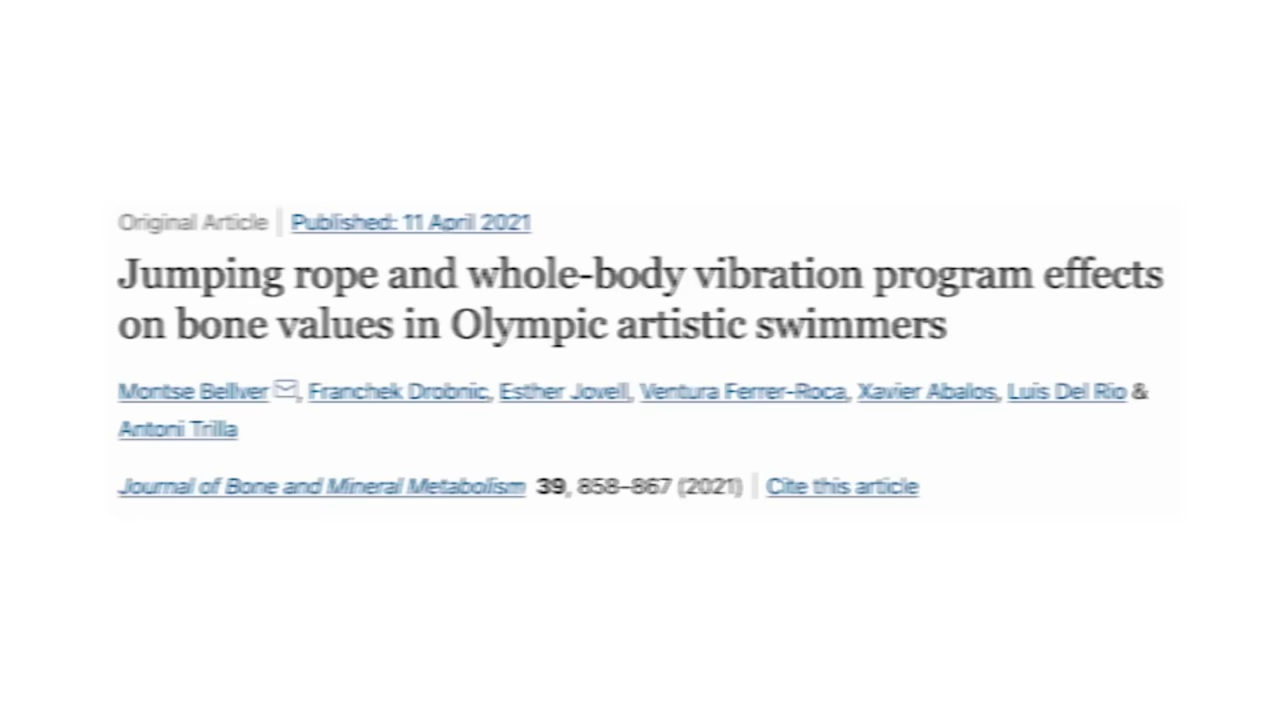 Original Article | Published: 11 April 2021
Jumping rope and whole-body vibration program effects
on bone values in Olympic artistic swimmers
Montse Bellver, Franchek Drobnic, Esther Jovell, Ventura Ferrer-Roca, Xavier Abalos, Luis Del Rio &
Antoni Trilla
Journal of Bone and Mineral Metabolism 39, 858–867 (2021) | Cite this article